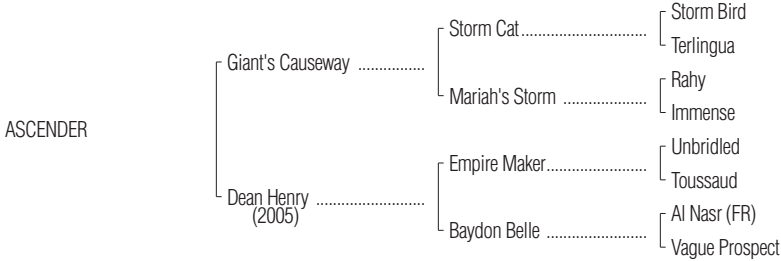 Storm Bird
Storm Cat..............................
Terlingua
Giant's Causeway ................
Rahy
Mariah's Storm ....................
Immense
ASCENDER
Unbridled
Empire Maker........................
Toussaud
Dean Henry ..........................
(2005)
Al Nasr (FR)
Baydon Belle ........................
Vague Prospect